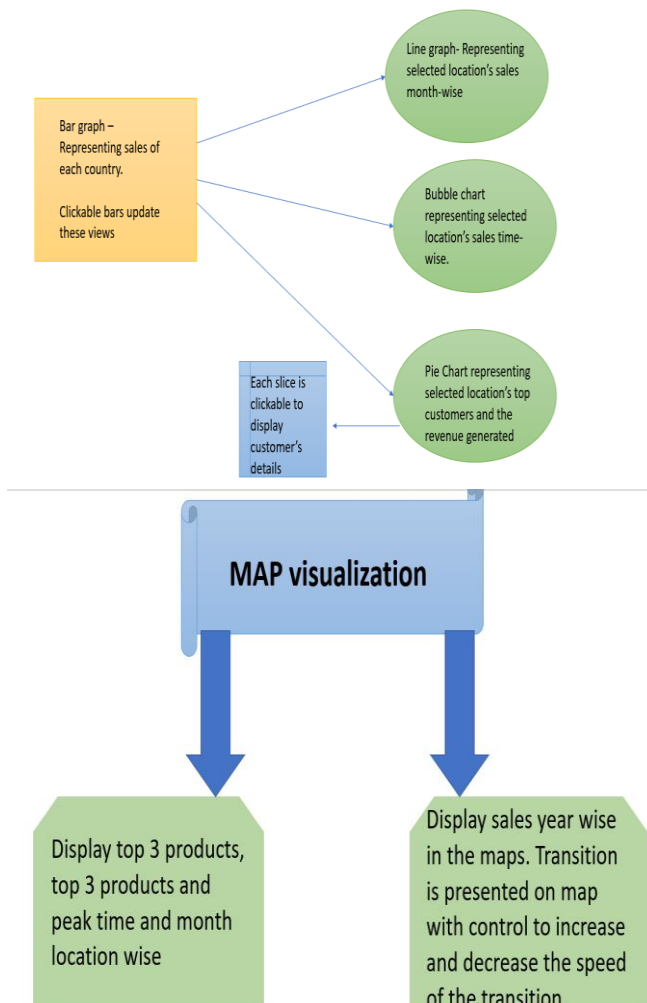 Line graph- Representing
selected location's sales
month-wise
Bar graph –
Representing sales of
each country.
Clickable bars update
these views
Bubble chart
representing selected
location's sales time-
wise.
Pie Chart representing
selected location's top
customers and the
revenue generated
Each slice is
clickable to
display
customer's
details
MAP visualization
Display top 3 products,
top 3 products and
peak time and month
location wise
Display sales year wise
in the maps. Transition
is presented on map
with control to increase
and decrease the speed
of the transition